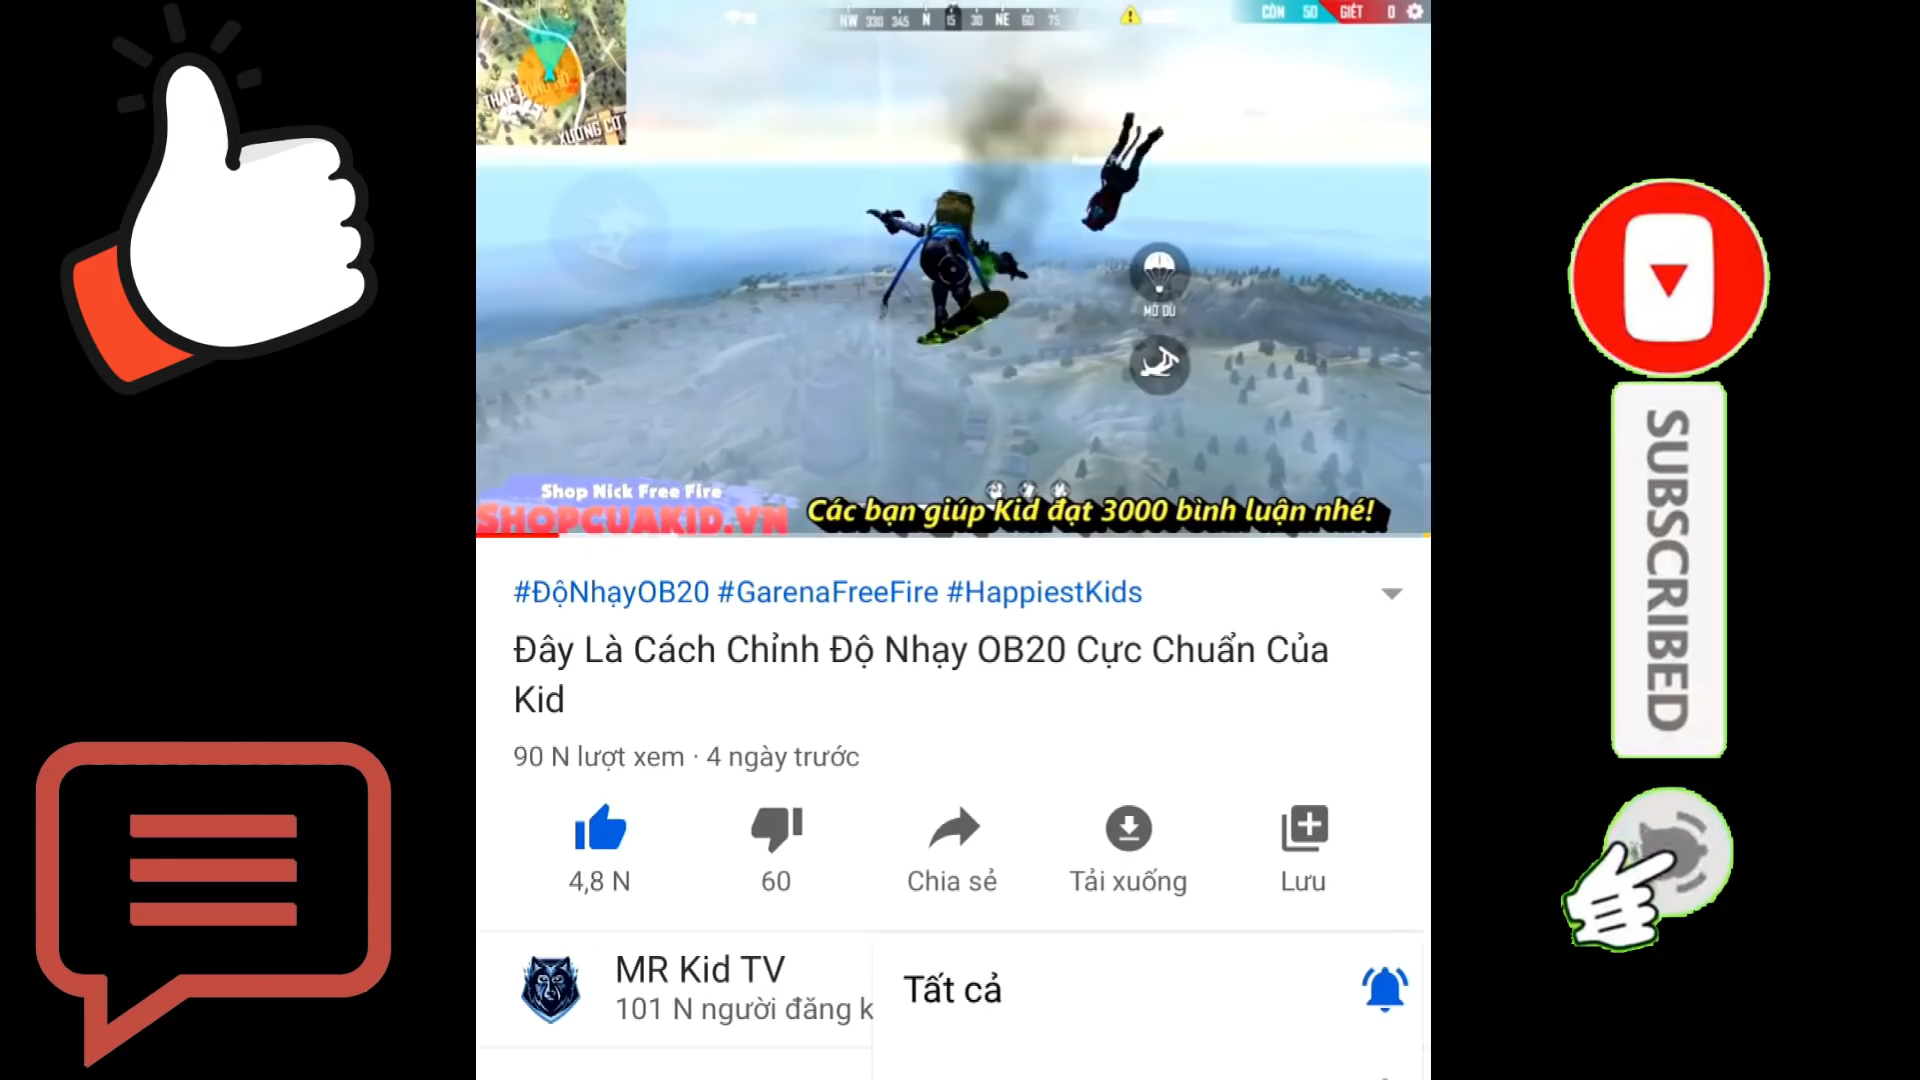 NW 330 345 N 15 30 NE 60 75
CÒN 50 GIẾT 0
XƯỞNG CƠ
MỞ DÙ
Shop Nick Free Fire
SHOPCUAKID.VN
Các bạn giúp Kid đạt 3000 bình luận nhé!
#ĐộNhạyOB20 #GarenaFreeFire #HappiestKids
Đây Là Cách Chỉnh Độ Nhạy OB20 Cực Chuẩn Của
Kid
90 N lượt xem · 4 ngày trước
4,8 N
60
Chia sẻ
Tải xuống
Lưu
MR Kid TV
101 N người đăng k
Tất cả
SUBSCRIBED